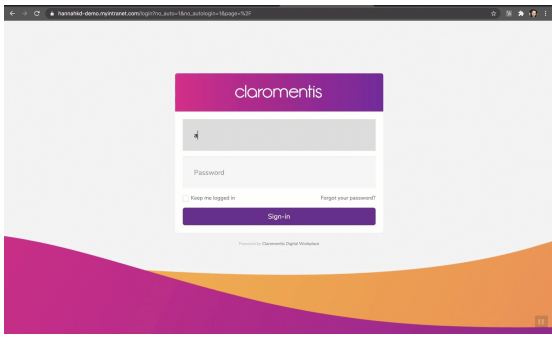 hannahkd-demo.myintranet.com/login?no_auto=1&no_autologin=1&page=%2F
claromentis
a
Password
Keep me logged in
Forgot your password?
Sign-in
Powered by Claromentis Digital Workplace